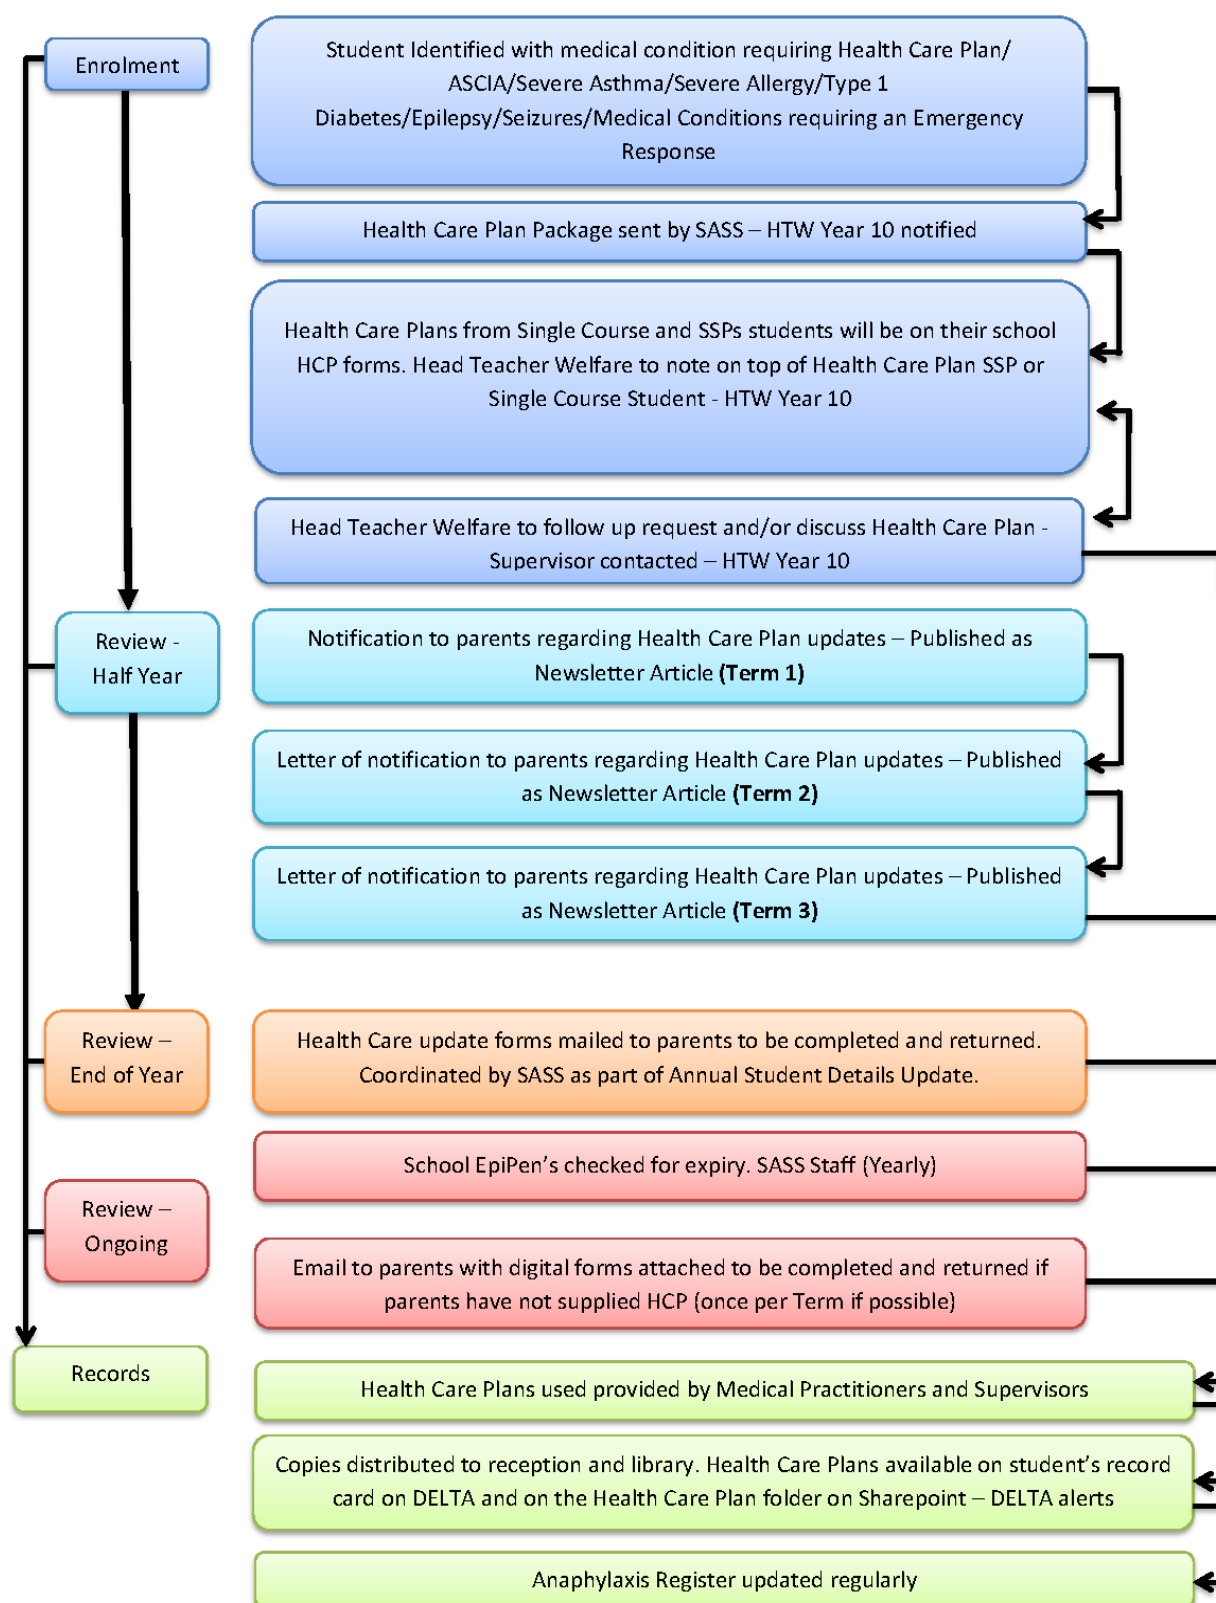 Enrolment
Student Identified with medical condition requiring Health Care Plan/
ASCIA/Severe Asthma/Severe Allergy/Type 1
Diabetes/Epilepsy/Seizures/Medical Conditions requiring an Emergency
Response
Health Care Plan Package sent by SASS – HTW Year 10 notified
Health Care Plans from Single Course and SSPs students will be on their school
HCP forms. Head Teacher Welfare to note on top of Health Care Plan SSP or
Single Course Student - HTW Year 10
Head Teacher Welfare to follow up request and/or discuss Health Care Plan -
Supervisor contacted – HTW Year 10
Review -
Half Year
Notification to parents regarding Health Care Plan updates – Published as
Newsletter Article (Term 1)
Letter of notification to parents regarding Health Care Plan updates – Published
as Newsletter Article (Term 2)
Letter of notification to parents regarding Health Care Plan updates – Published
as Newsletter Article (Term 3)
Review –
End of Year
Health Care update forms mailed to parents to be completed and returned.
Coordinated by SASS as part of Annual Student Details Update.
School EpiPen’s checked for expiry. SASS Staff (Yearly)
Review –
Ongoing
Email to parents with digital forms attached to be completed and returned if
parents have not supplied HCP (once per Term if possible)
Records
Health Care Plans used provided by Medical Practitioners and Supervisors
Copies distributed to reception and library. Health Care Plans available on student’s record
card on DELTA and on the Health Care Plan folder on Sharepoint – DELTA alerts
Anaphylaxis Register updated regularly